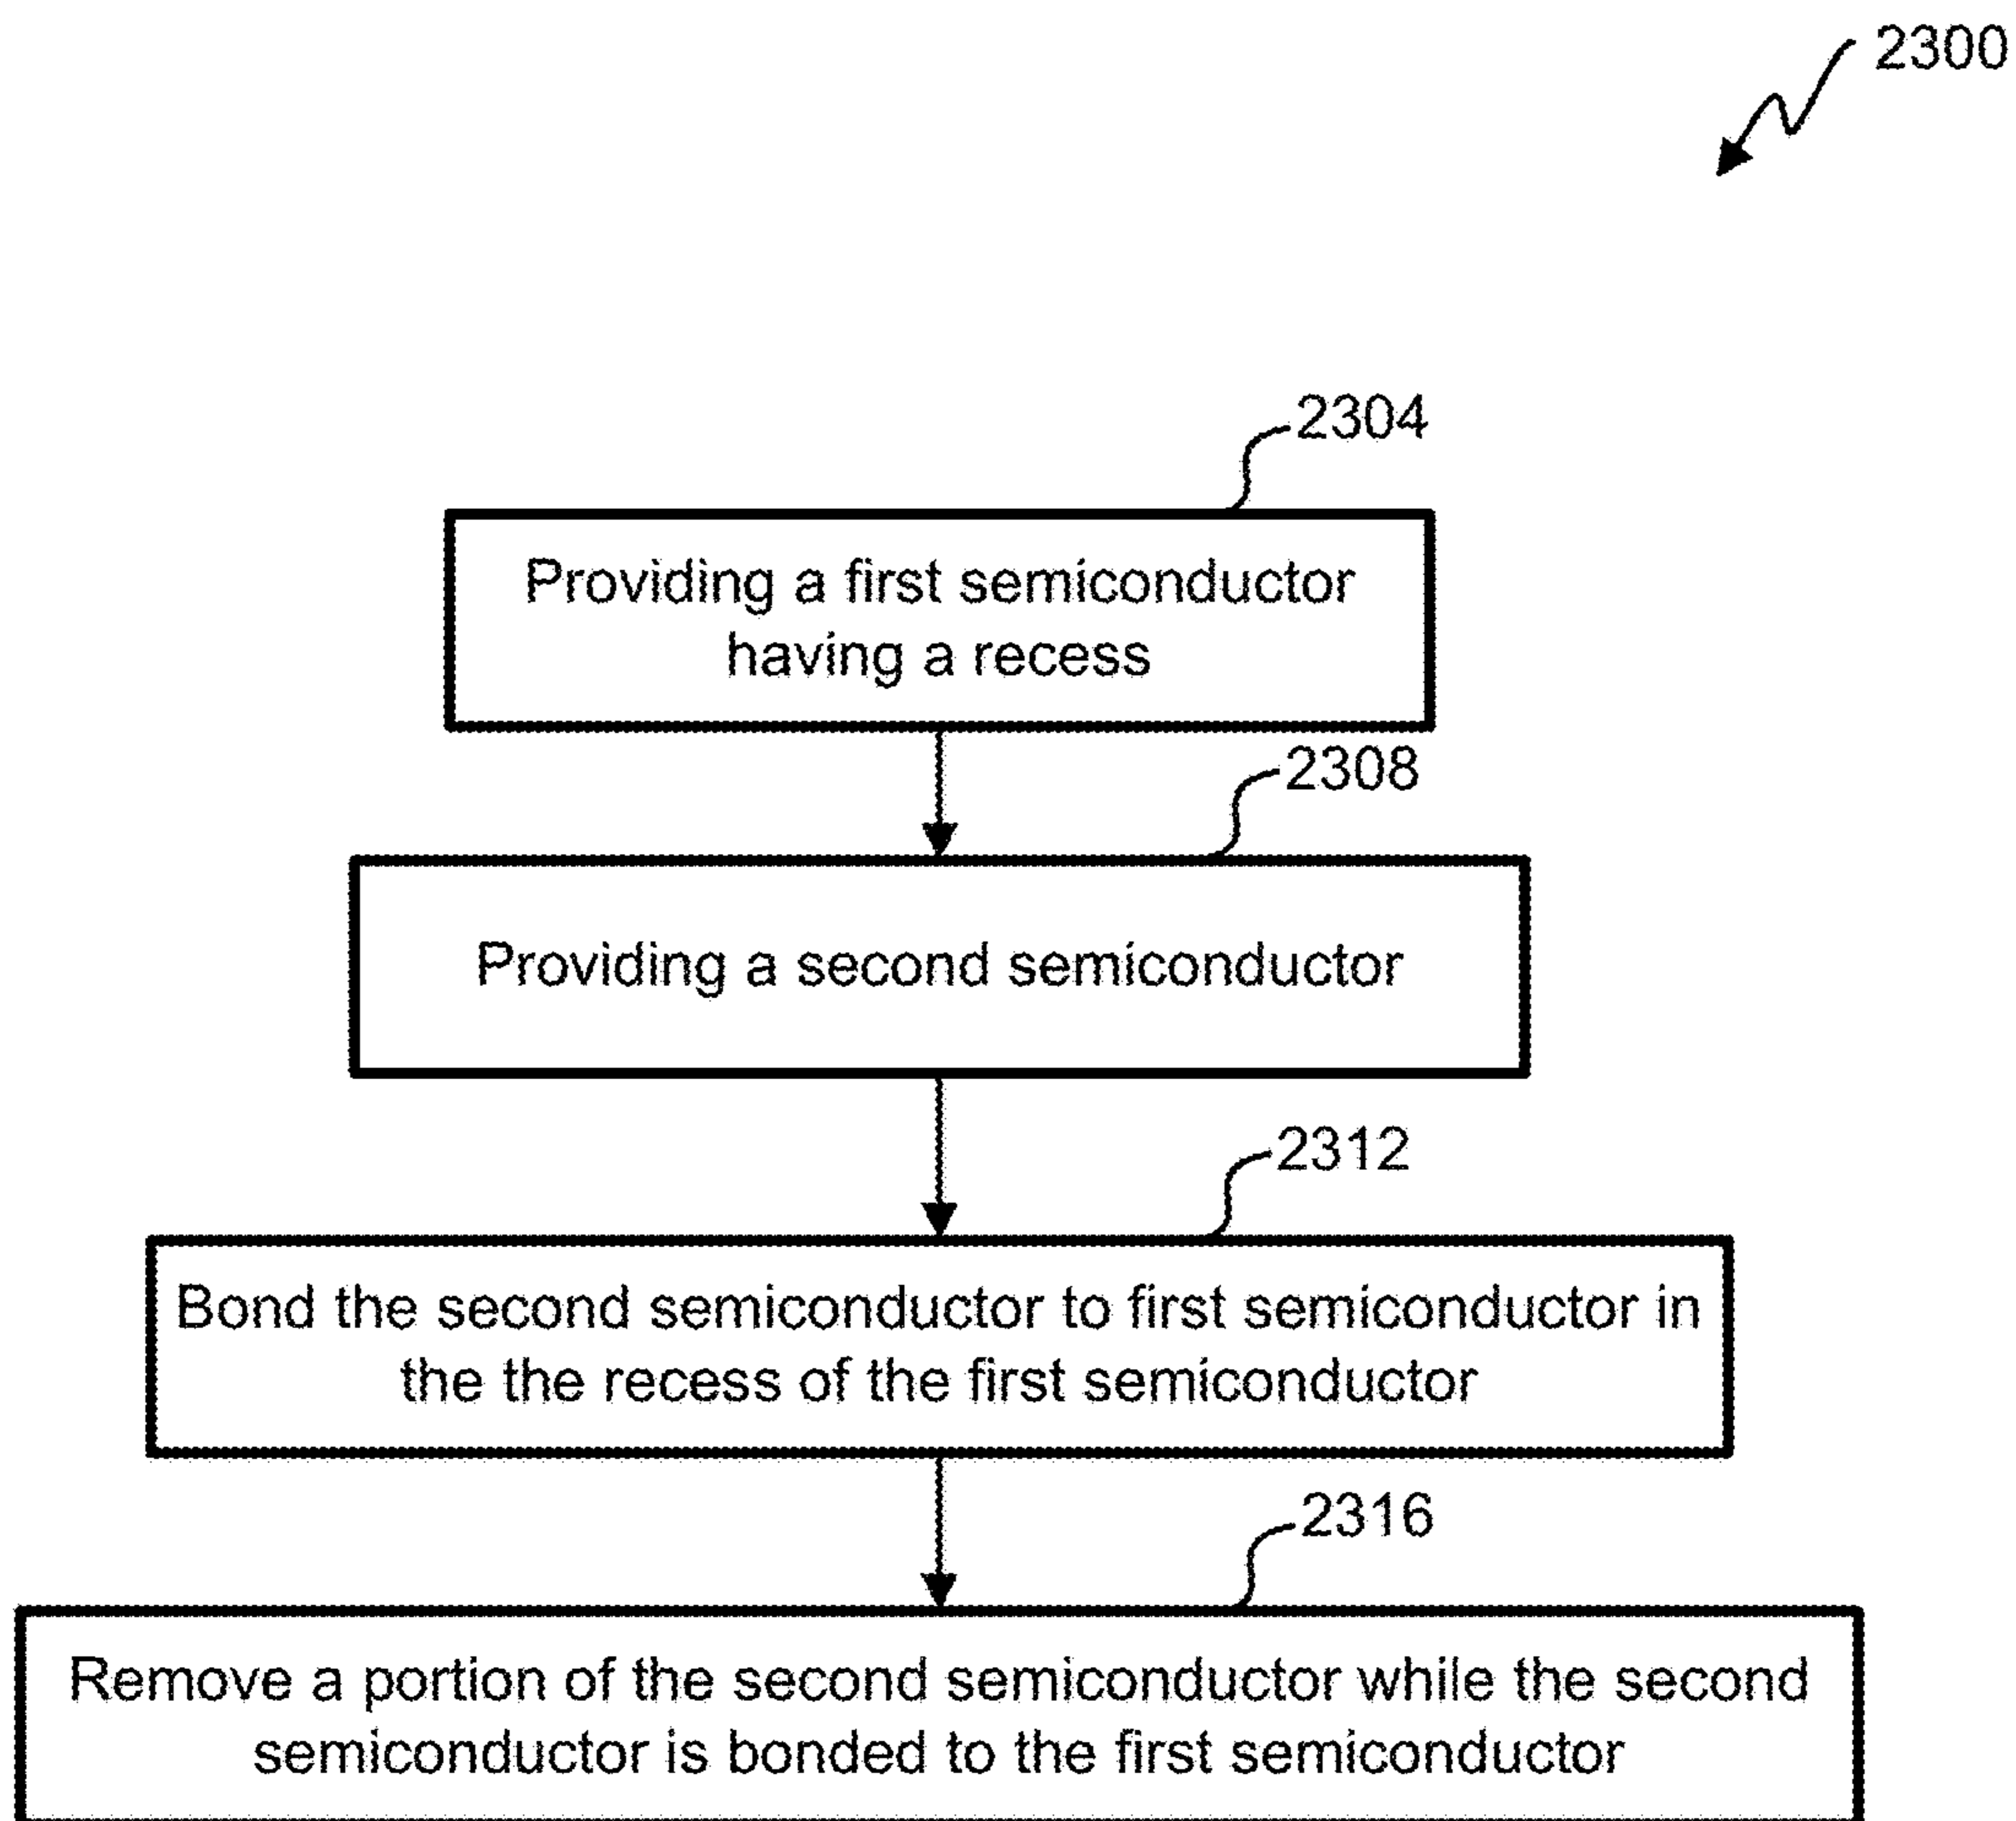 2300
2304
Providing a first semiconductor
having a recess
2308
Providing a second semiconductor
2312
Bond the second semiconductor to first semiconductor in
the the recess of the first semiconductor
2316
Remove a portion of the second semiconductor while the second
semiconductor is bonded to the first semiconductor